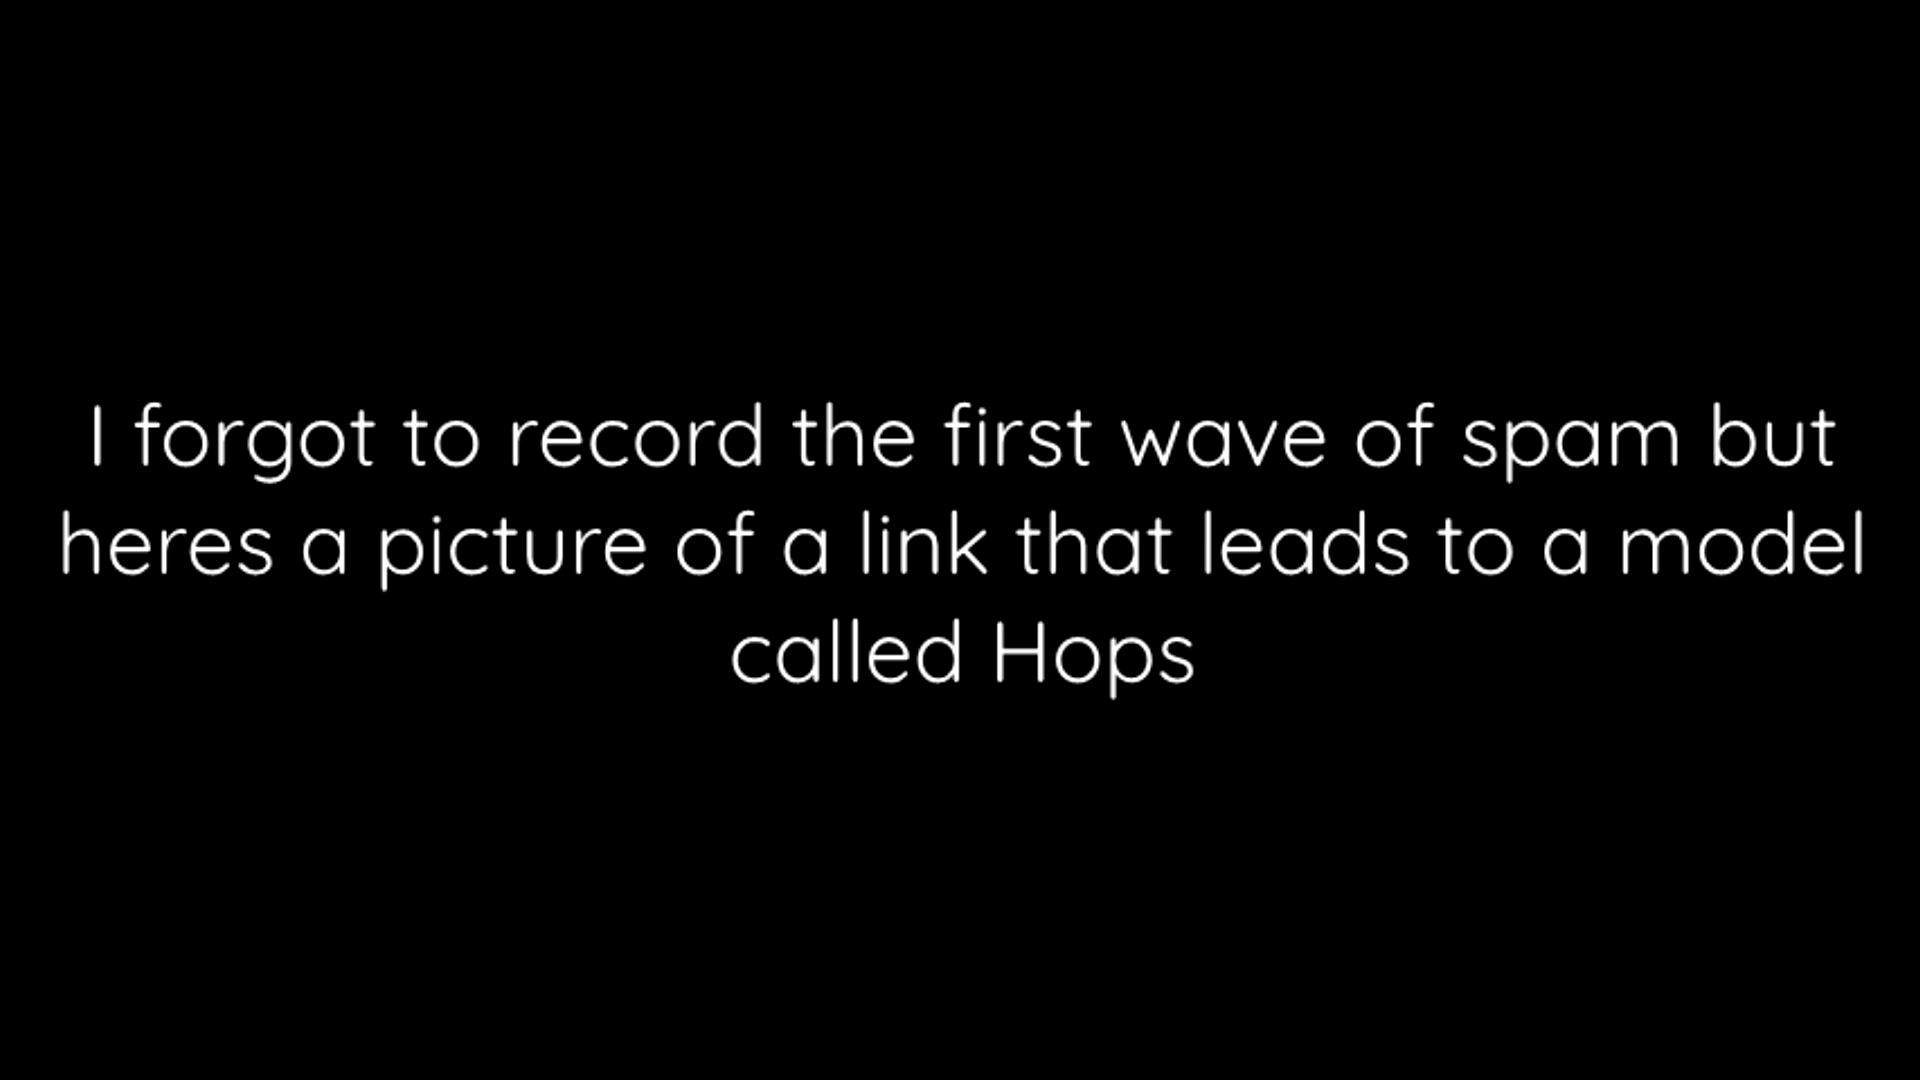 I forgot to record the first wave of spam but
heres a picture of a link that leads to a model
called Hops